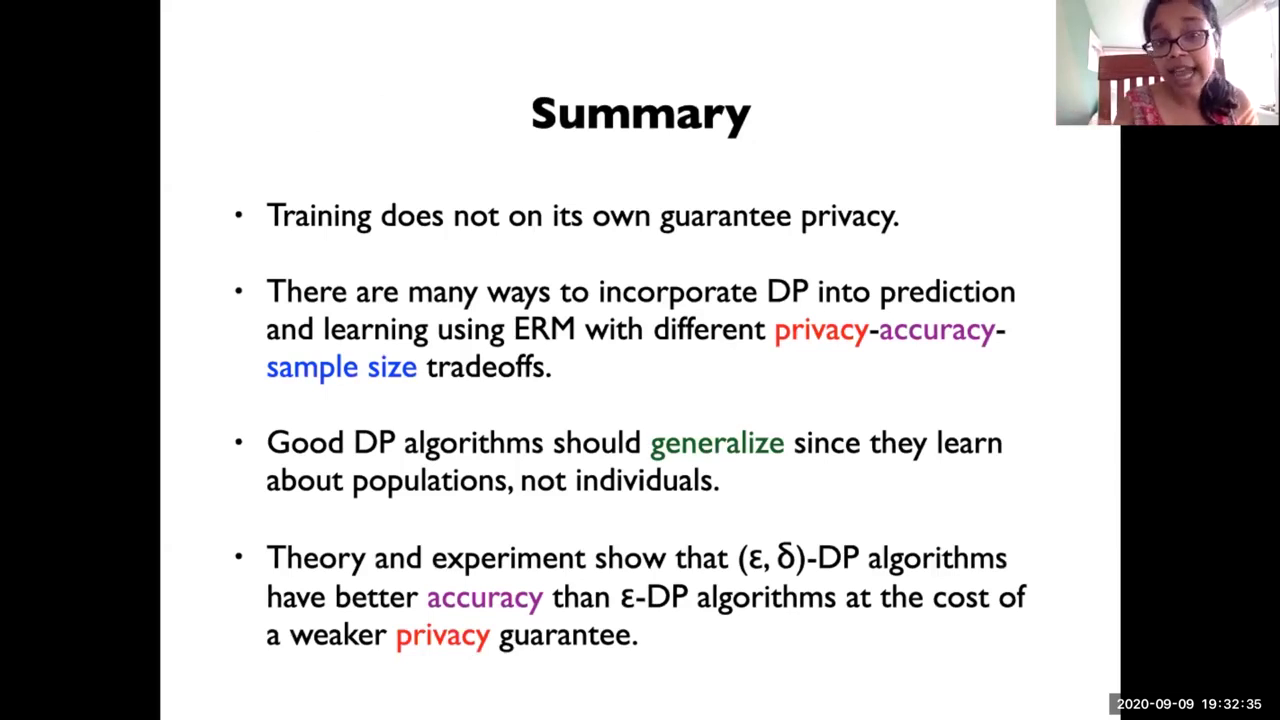 Summary
• Training does not on its own guarantee privacy.
• There are many ways to incorporate DP into prediction
and learning using ERM with different privacy-accuracy-
sample size tradeoffs.
• Good DP algorithms should generalize since they learn
about populations, not individuals.
• Theory and experiment show that (ε, δ)-DP algorithms
have better accuracy than ε-DP algorithms at the cost of
a weaker privacy guarantee.
2020-09-09 19:32:35